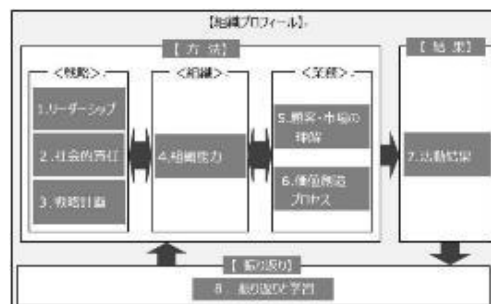 【組織プロフィール】
【方法】
【結果】
＜戦略＞
＜組織＞
＜業務＞
1.リーダーシップ
2.社会的責任
3.戦略計画
4.組織能力
5.顧客・市場の
理解
6.価値創造
プロセス
7.活動結果
【振り返り】
8. 振り返りと学習